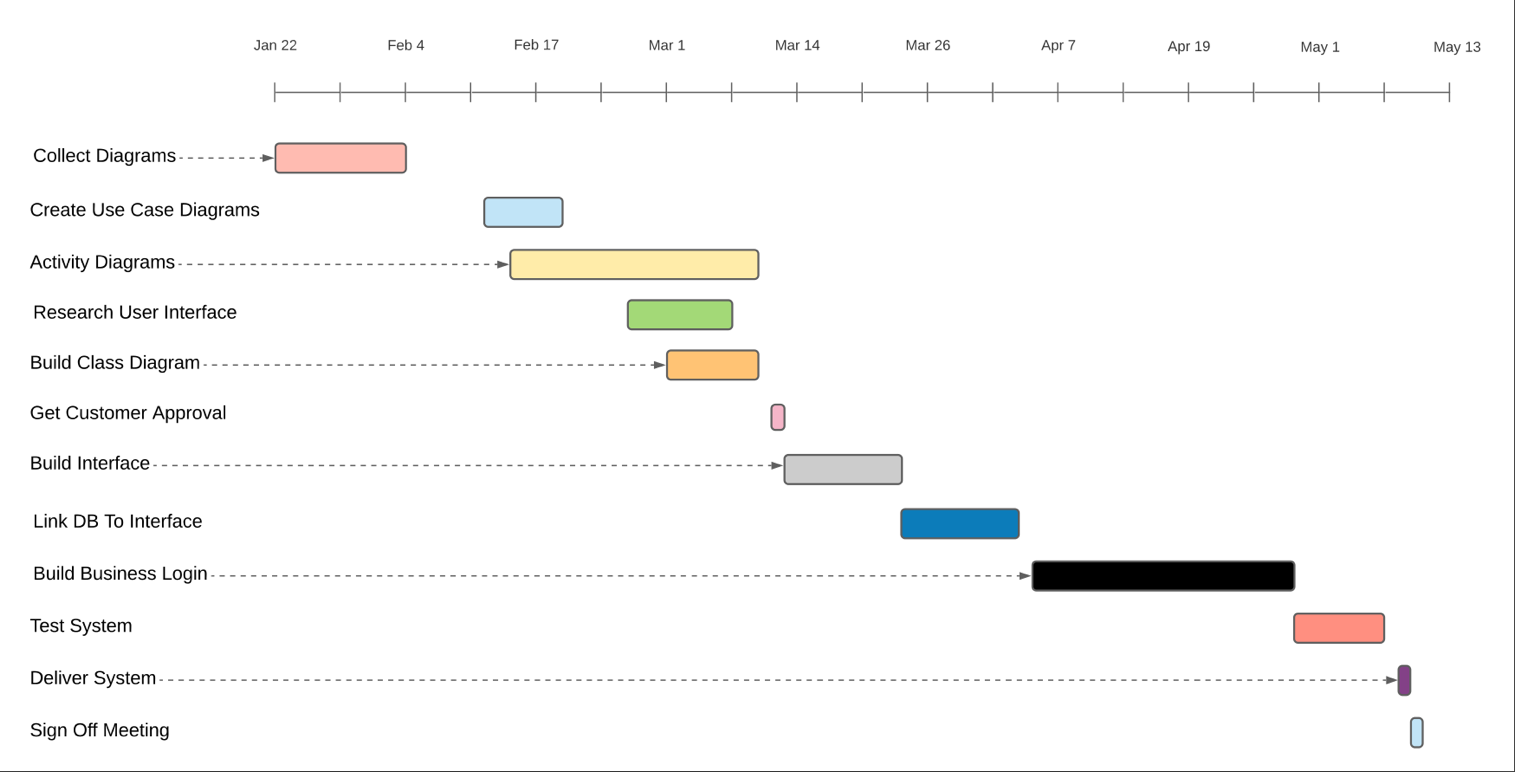 Jan 22 Feb 4 Feb 17 Mar 1 Mar 14 Mar 26 Apr 7 Apr 19 May 1 May 13
Collect Diagrams
Create Use Case Diagrams
Activity Diagrams
Research User Interface
Build Class Diagram
Get Customer Approval
Build Interface
Link DB To Interface
Build Business Login
Test System
Deliver System
Sign Off Meeting